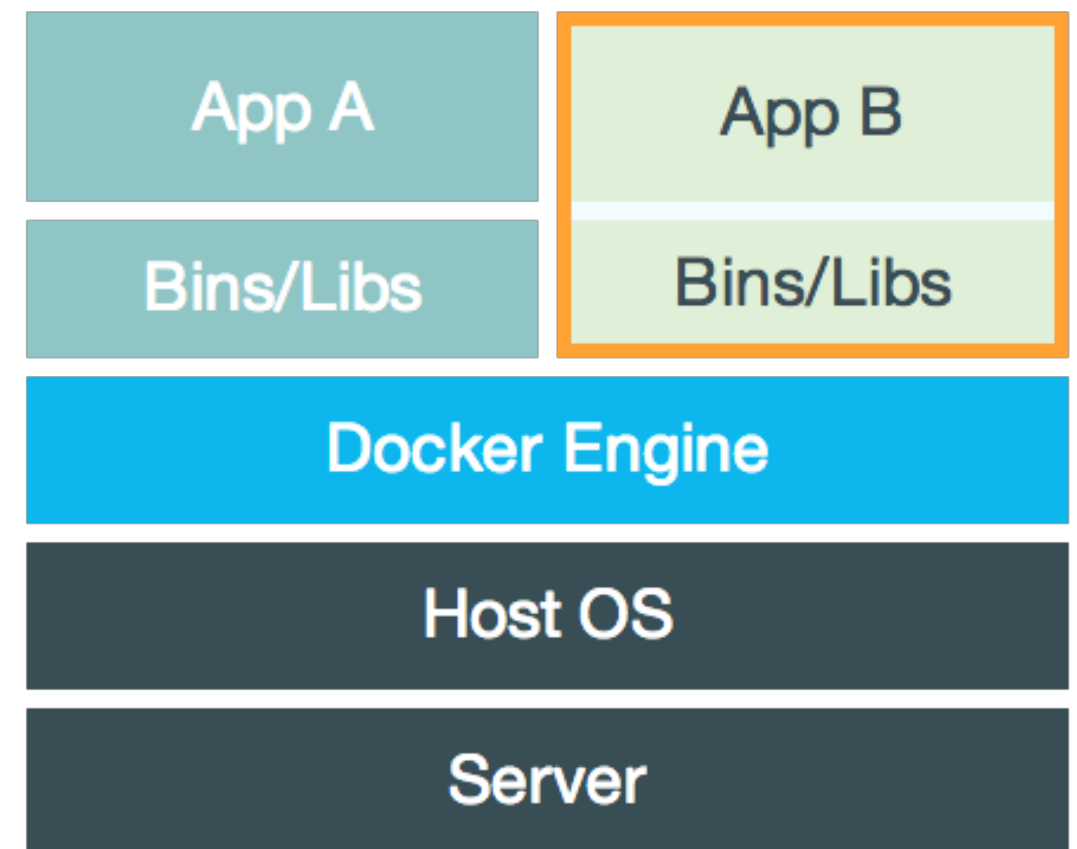 App A
App B
Bins/Libs
Bins/Libs
Docker Engine
Host OS
Server